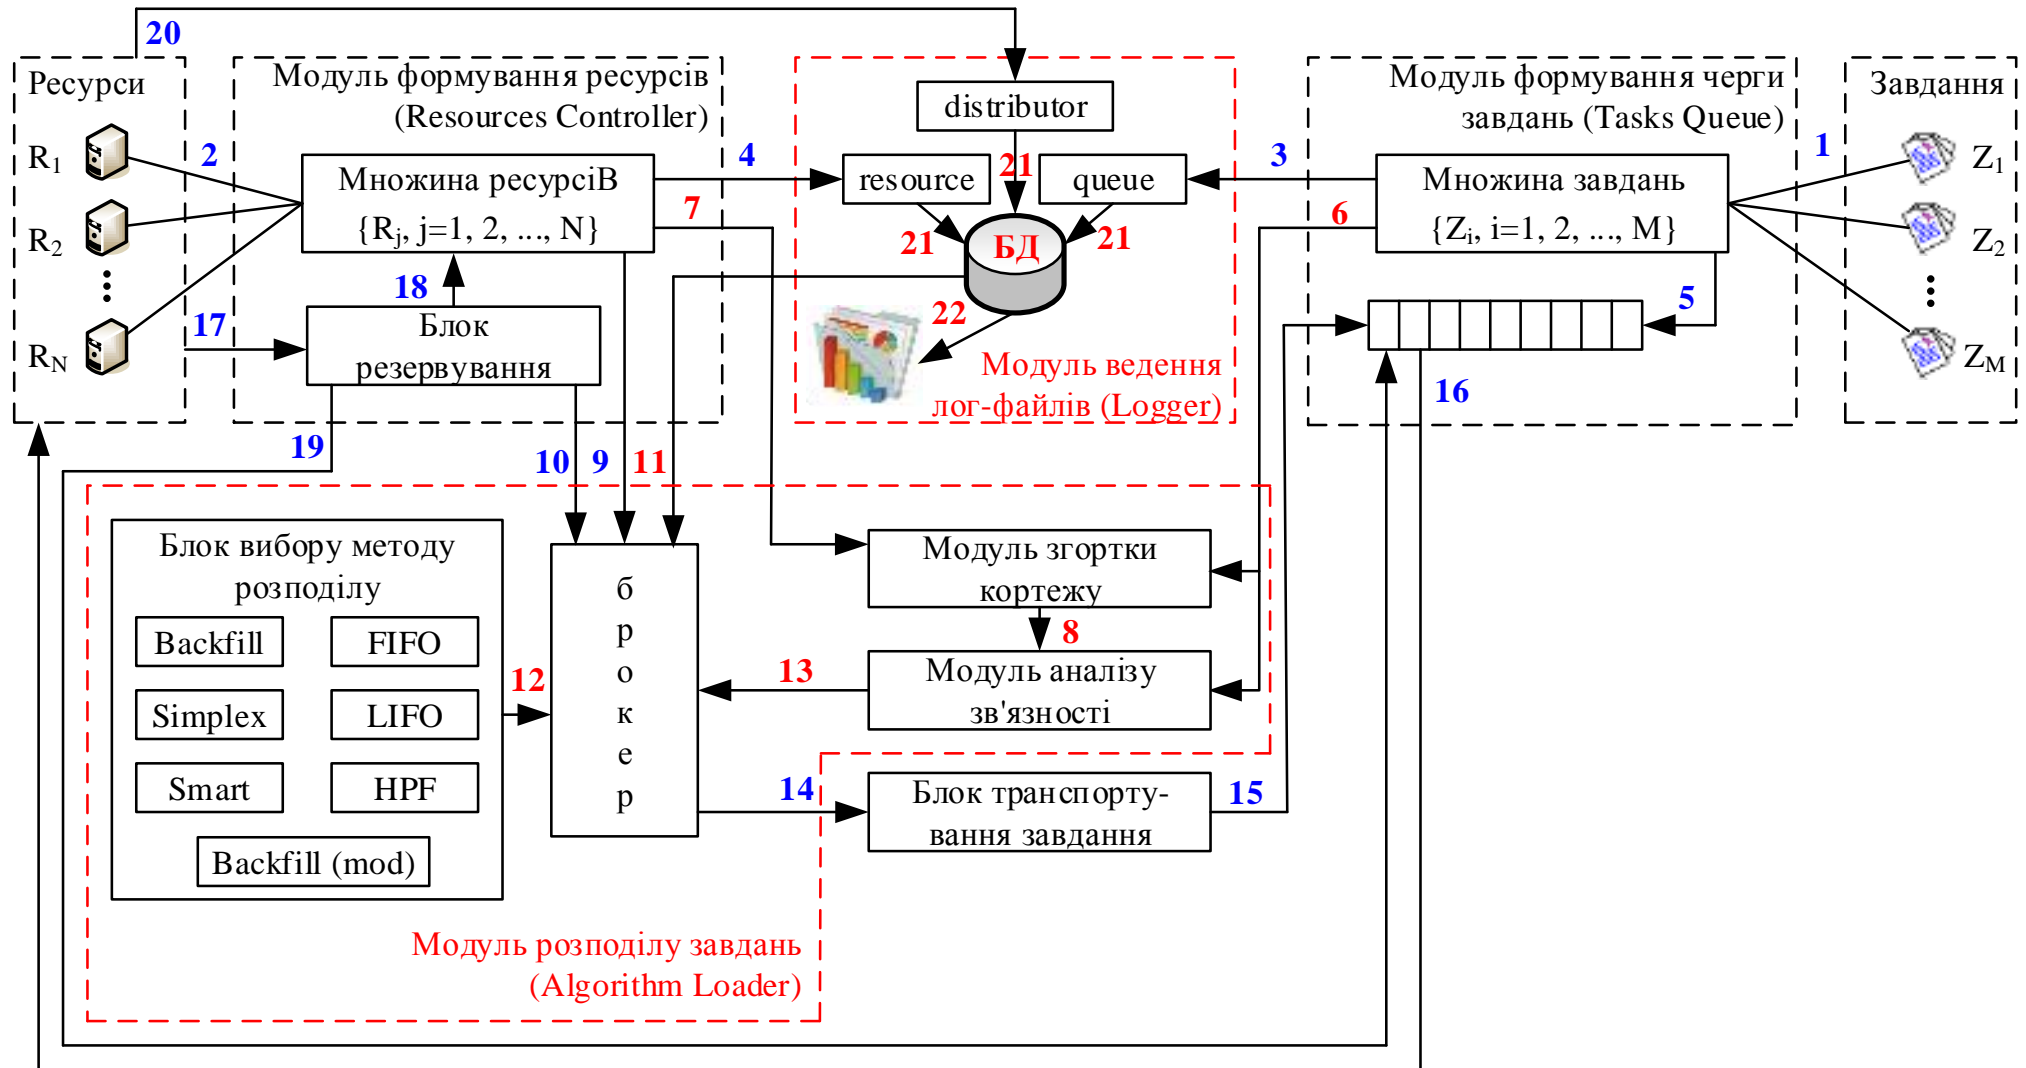 20
Ресурси
R1
R2
RN
2
17
Модуль формування ресурсів
(Resources Controller)
Множина ресурсіВ
{Rj, j=1, 2, ..., N}
18
Блок
резервування
19
10
9
11
4
7
distributor
resource
queue
21
21
21
БД
22
Модуль ведення
лог-файлів (Logger)
3
6
Модуль формування черги
завдань (Tasks Queue)
Множина завдань
{Zi, i=1, 2, ..., M}
5
16
1
Завдання
Z1
Z2
ZM
Блок вибору методу
розподілу
Backfill
FIFO
Simplex
LIFO
Smart
HPF
Backfill (mod)
12
б
р
о
к
е
р
Модуль згортки
кортежу
8
Модуль аналізу
зв'язності
13
14
Блок транспорту-
вання завдання
15
Модуль розподілу завдань
(Algorithm Loader)